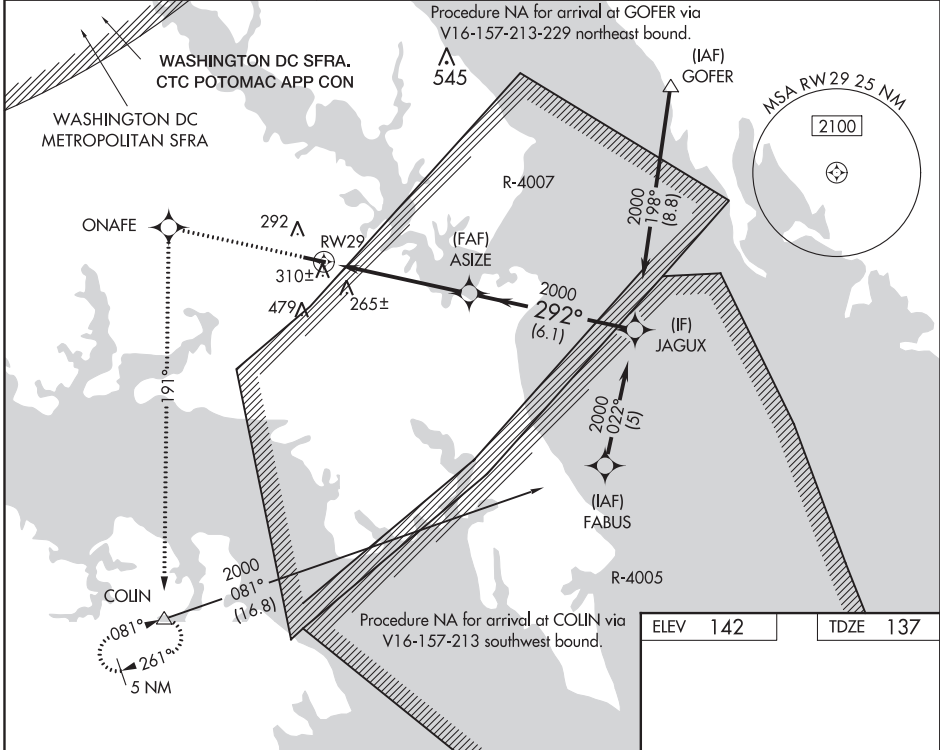 Procedure NA for arrival at GOFER via
V16-157-213-229 northeast bound.
WASHINGTON DC SFRA.
CTC POTOMAC APP CON
545
(IAF)
GOFER
MSA RW 29 25 NM
2100
WASHINGTON DC
METROPOLITAN SFRA
R-4007
2000
198°
(8.8)
ONAFE
292
RW29
(FAF)
ASIZE
310±
265±
479
2000
292°
(6.1)
(IF)
JAGUX
191°
2000
022°
(5)
(IAF)
FABUS
COLIN
2000
081°
(16.8)
R-4005
081°
261°
5 NM
Procedure NA for arrival at COLIN via
V16-157-213 southwest bound.
ELEV 142
TDZE 137